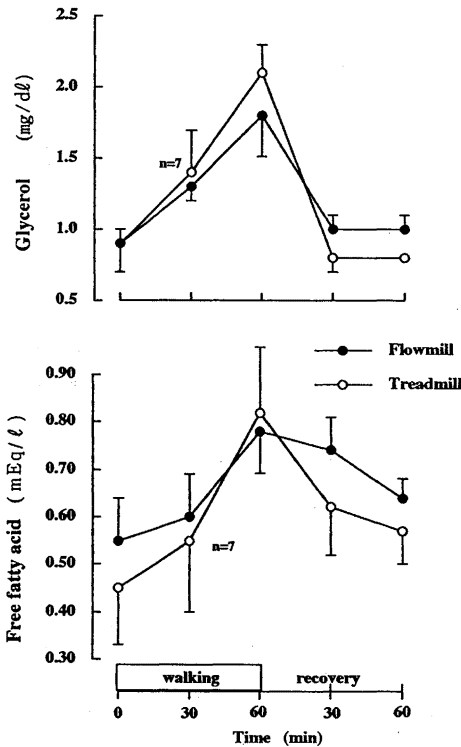 2.5
2.0
1.5
1.0
0.5
Glycerol (mg/dℓ)
n=7
Flowmill
Treadmill
0.90
0.80
0.70
0.60
0.50
0.40
0.30
Free fatty acid (mEq/ℓ)
n=7
walking recovery
0 30 60 30 60
Time (min)